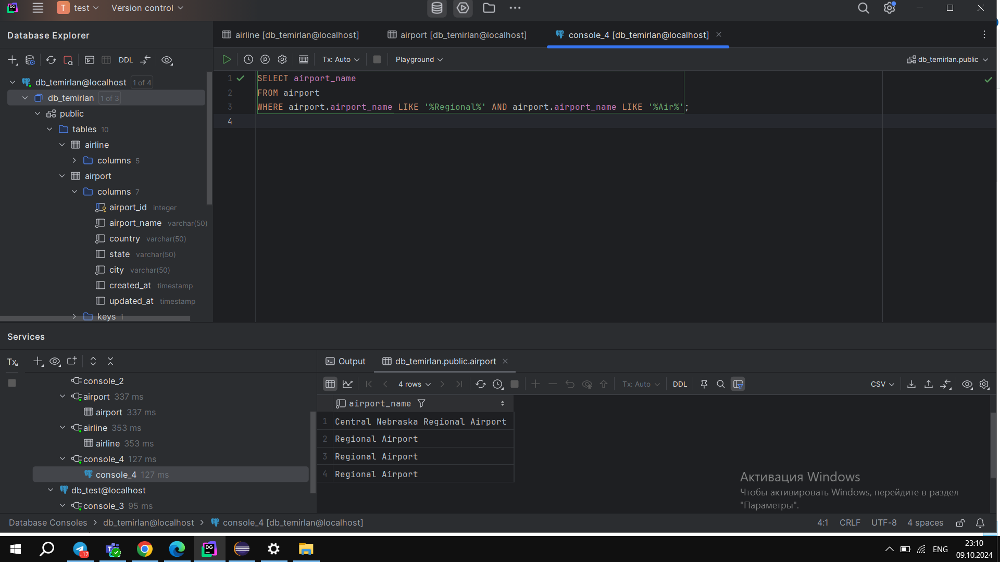 DG
T test Version control
Database Explorer
airline [db_temirlan@localhost] airport [db_temirlan@localhost] console_4 [db_temirlan@localhost]
DDL
Tx: Auto Playground db_temirlan.public
db_temirlan@localhost 1 of 4
db_temirlan 1 of 3
public
tables 10
airline
columns 5
airport
columns 7
airport_id integer
airport_name varchar(50)
country varchar(50)
state varchar(50)
city varchar(50)
created_at timestamp
updated_at timestamp
keys 1
1 SELECT airport_name
2 FROM airport
3 WHERE airport.airport_name LIKE '%Regional%' AND airport.airport_name LIKE '%Air%';
4
Services
Tx
console_2
airport 337 ms
airport 337 ms
airline 353 ms
airline 353 ms
console_4 127 ms
console_4 127 ms
db_test@localhost
console_3 95 ms
Output db_temirlan.public.airport
4 rows Tx: Auto DDL CSV
airport_name
1 Central Nebraska Regional Airport
2 Regional Airport
3 Regional Airport
4 Regional Airport
Активация Windows
Чтобы активировать Windows, перейдите в раздел
"Параметры".
Database Consoles > db_temirlan@localhost > console_4 [db_temirlan@localhost]
4:1 CRLF UTF-8 4 spaces
17
DG
ENG
23:10
09.10.2024